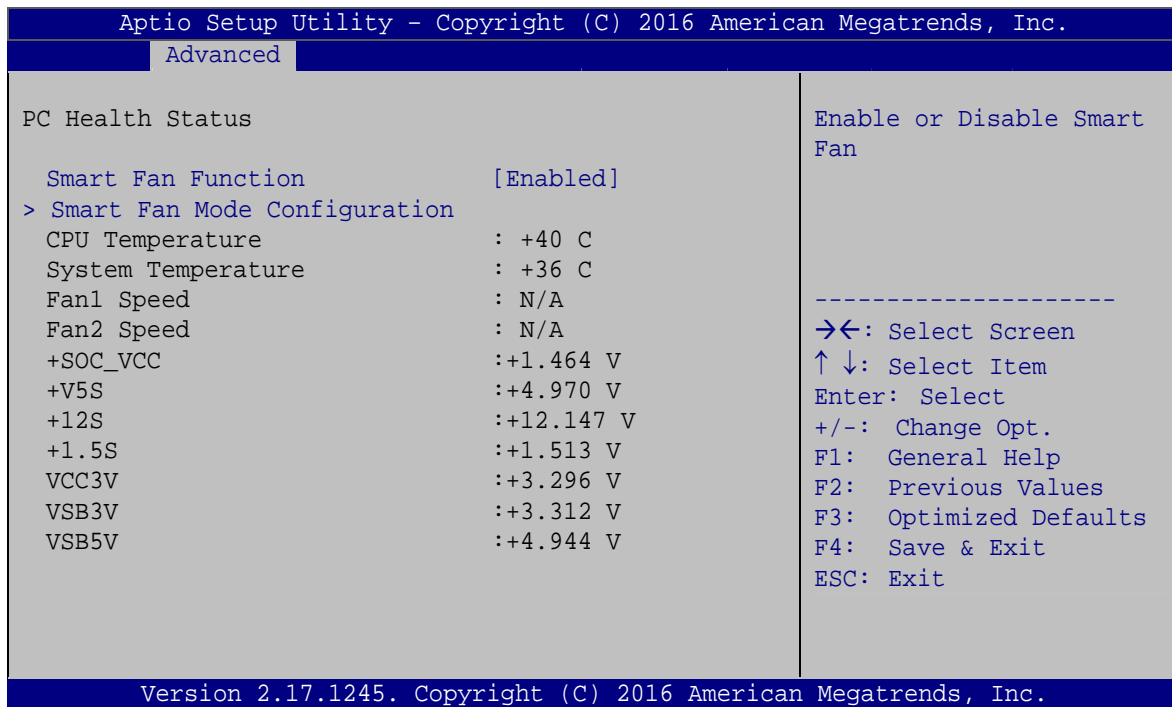 Aptio Setup Utility – Copyright (C) 2016 American Megatrends, Inc.
Advanced
PC Health Status
Smart Fan Function [Enabled]
> Smart Fan Mode Configuration
CPU Temperature : +40 C
System Temperature : +36 C
Fan1 Speed : N/A
Fan2 Speed : N/A
+SOC_VCC :+1.464 V
+V5S :+4.970 V
+12S :+12.147 V
+1.5S :+1.513 V
VCC3V :+3.296 V
VSB3V :+3.312 V
VSB5V :+4.944 V
Enable or Disable Smart
Fan
---------------------
→←: Select Screen
↑ ↓: Select Item
Enter: Select
+/-: Change Opt.
F1: General Help
F2: Previous Values
F3: Optimized Defaults
F4: Save & Exit
ESC: Exit
Version 2.17.1245. Copyright (C) 2016 American Megatrends, Inc.